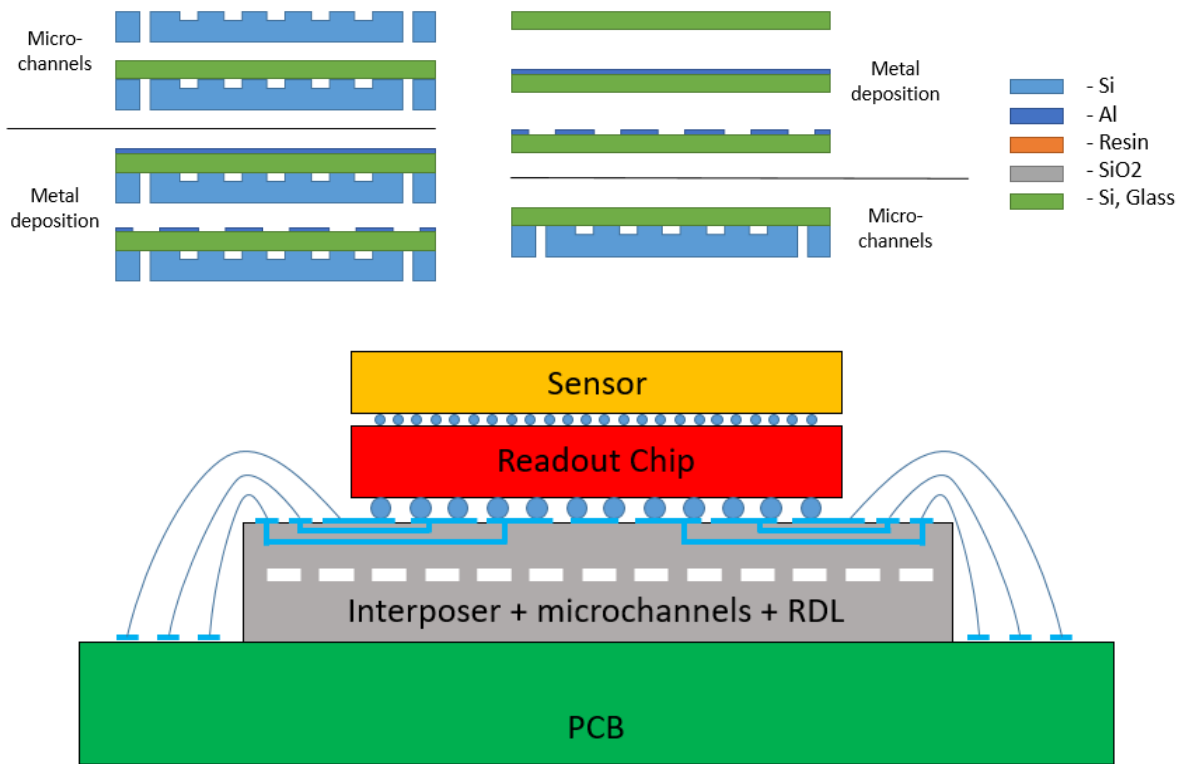 Micro-
channels
Metal
deposition
Metal
deposition
Micro-
channels
- Si
- Al
- Resin
- SiO2
- Si, Glass
Sensor
Readout Chip
Interposer + microchannels + RDL
PCB